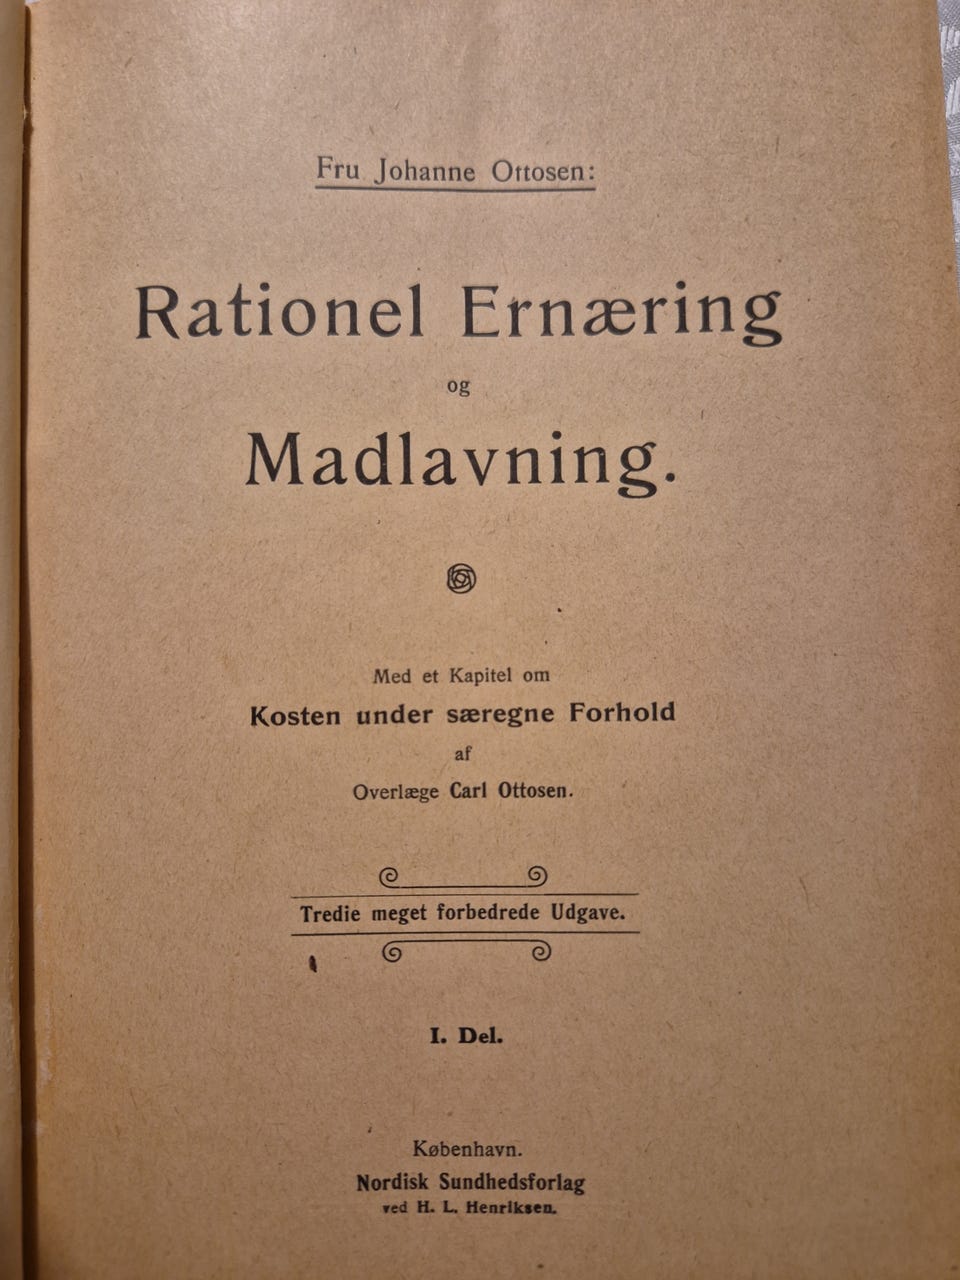 Fru Johanne Ottosen:
Rationel Ernæring
og
Madlavning.
Med et Kapitel om
Kosten under særegne Forhold
af
Overlæge Carl Ottosen.
Tredie meget forbedrede Udgave.
I. Del.
København.
Nordisk Sundhedsforlag
ved H. L. Henriksen.